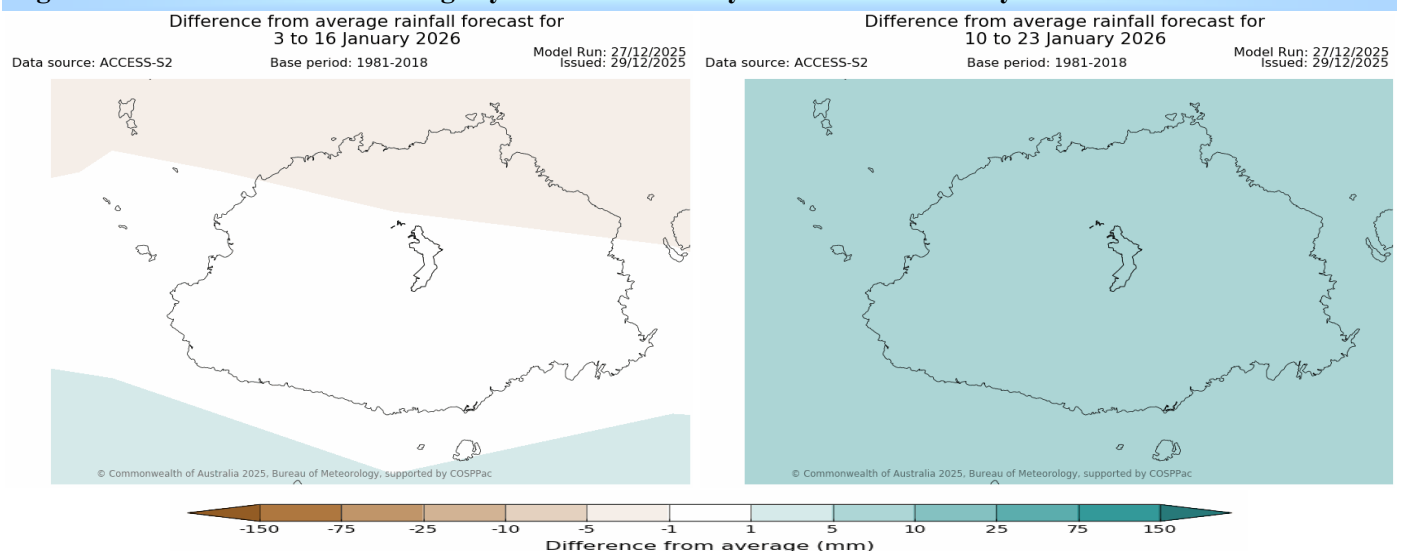 Difference from average rainfall forecast for
3 to 16 January 2026
Model Run: 27/12/2025
Data source: ACCESS-S2 Base period: 1981-2018 Issued: 29/12/2025
© Commonwealth of Australia 2025, Bureau of Meteorology, supported by COSPPac
Difference from average rainfall forecast for
10 to 23 January 2026
Model Run: 27/12/2025
Data source: ACCESS-S2 Base period: 1981-2018 Issued: 29/12/2025
© Commonwealth of Australia 2025, Bureau of Meteorology, supported by COSPPac
-150 -75 -25 -10 -5 -1 1 5 10 25 75 150
Difference from average (mm)